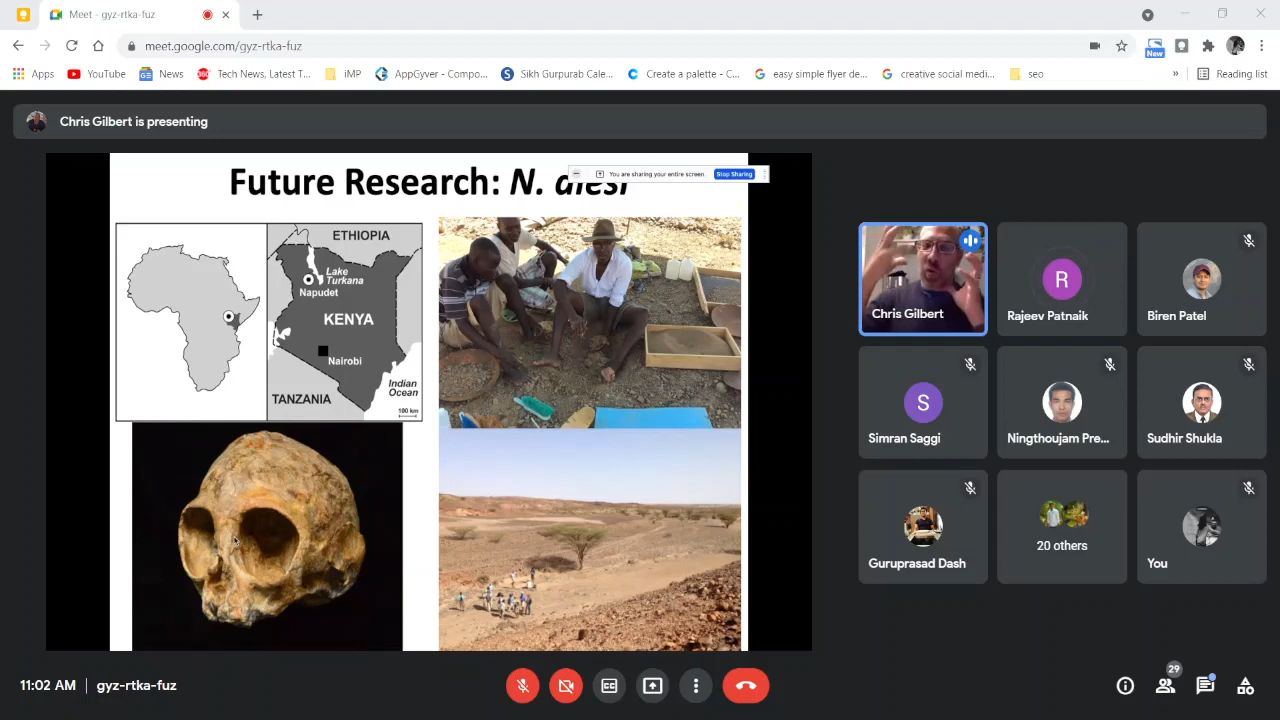 Meet - gyz-rtka-fuz
meet.google.com/gyz-rtka-fuz
New
Apps
YouTube
News
Tech News, Latest T...
iMP
AppGyver - Compo...
Sikh Gurpurab Cale...
Create a palette - C...
easy simple flyer de...
creative social medi...
seo
»
Reading list
Chris Gilbert is presenting
Future Research: N. alesi
You are sharing your entire screen.
Stop Sharing
ETHIOPIA
Lake
Turkana
Napudet
KENYA
Nairobi
Indian
Ocean
TANZANIA
100 km
Chris Gilbert
R
Rajeev Patnaik
Biren Patel
S
Simran Saggi
Ningthoujam Pre...
Sudhir Shukla
Guruprasad Dash
20 others
You
11:02 AM
gyz-rtka-fuz
29